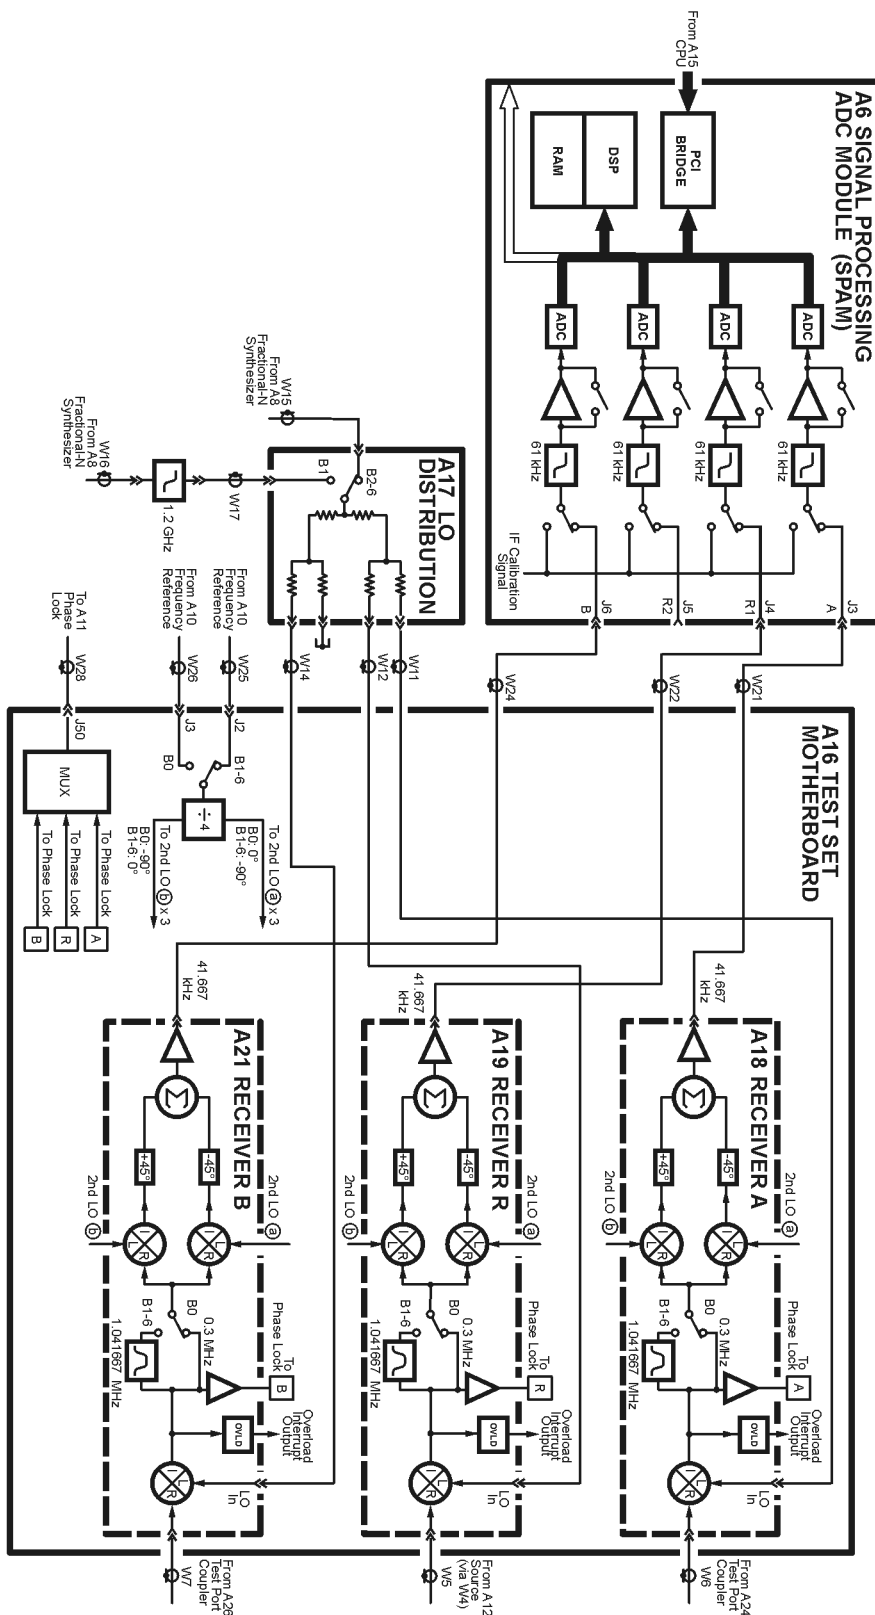 A6 SIGNAL PROCESSING
ADC MODULE (SPAM)
From A15
CPU
PCI
BRIDGE
DSP
RAM
ADC
ADC
ADC
ADC
61 kHz
61 kHz
61 kHz
61 kHz
IF Calibration
Signal
J3
A
J4
R1
J5
R2
J6
B
W21
W22
W24
A17 LO
DISTRIBUTION
W15
From A8
Fractional-N
Synthesizer
B2-6
B1
W16
From A8
Fractional-N
Synthesizer
1.2 GHz
W17
W11
W12
W14
From A10
Frequency
Reference
W25
From A10
Frequency
Reference
W26
To A11
Phase
Lock
W28
A16 TEST SET
MOTHERBOARD
J2
J3
J50
B1-6
B0
÷4
To 2nd LO (a) x 3
B0: 0°
B1-6: -90°
To 2nd LO (b) x 3
B0: -90°
B1-6: 0°
MUX
To Phase Lock
A
To Phase Lock
R
To Phase Lock
B
41.667
kHz
A18 RECEIVER A
Σ
-45°
+45°
2nd LO (a)
2nd LO (b)
L
I
R
L
I
R
B0
B1-6
0.3 MHz
1.041667 MHz
To
Phase Lock
A
OVLD
Overload
Interrupt
Output
L
I
R
LO
In
From A24
Test Port
Coupler
W6
41.667
kHz
A19 RECEIVER R
Σ
-45°
+45°
2nd LO (a)
2nd LO (b)
L
I
R
L
I
R
B0
B1-6
0.3 MHz
1.041667 MHz
To
Phase Lock
R
OVLD
Overload
Interrupt
Output
L
I
R
LO
In
From A12
Source
(via W4)
W5
41.667
kHz
A21 RECEIVER B
Σ
-45°
+45°
2nd LO (a)
2nd LO (b)
L
I
R
L
I
R
B0
B1-6
0.3 MHz
1.041667 MHz
To
Phase Lock
B
OVLD
Overload
Interrupt
Output
L
I
R
LO
In
From A26
Test Port
Coupler
W7